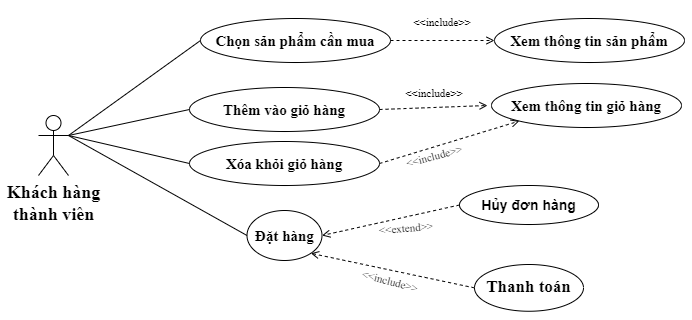 Chọn sản phẩm cần mua
<<include>>
Xem thông tin sản phẩm
Thêm vào giỏ hàng
<<include>>
Xem thông tin giỏ hàng
Xóa khỏi giỏ hàng
<<include>>
Khách hàng
thành viên
Đặt hàng
<<extend>>
Hủy đơn hàng
<<include>>
Thanh toán